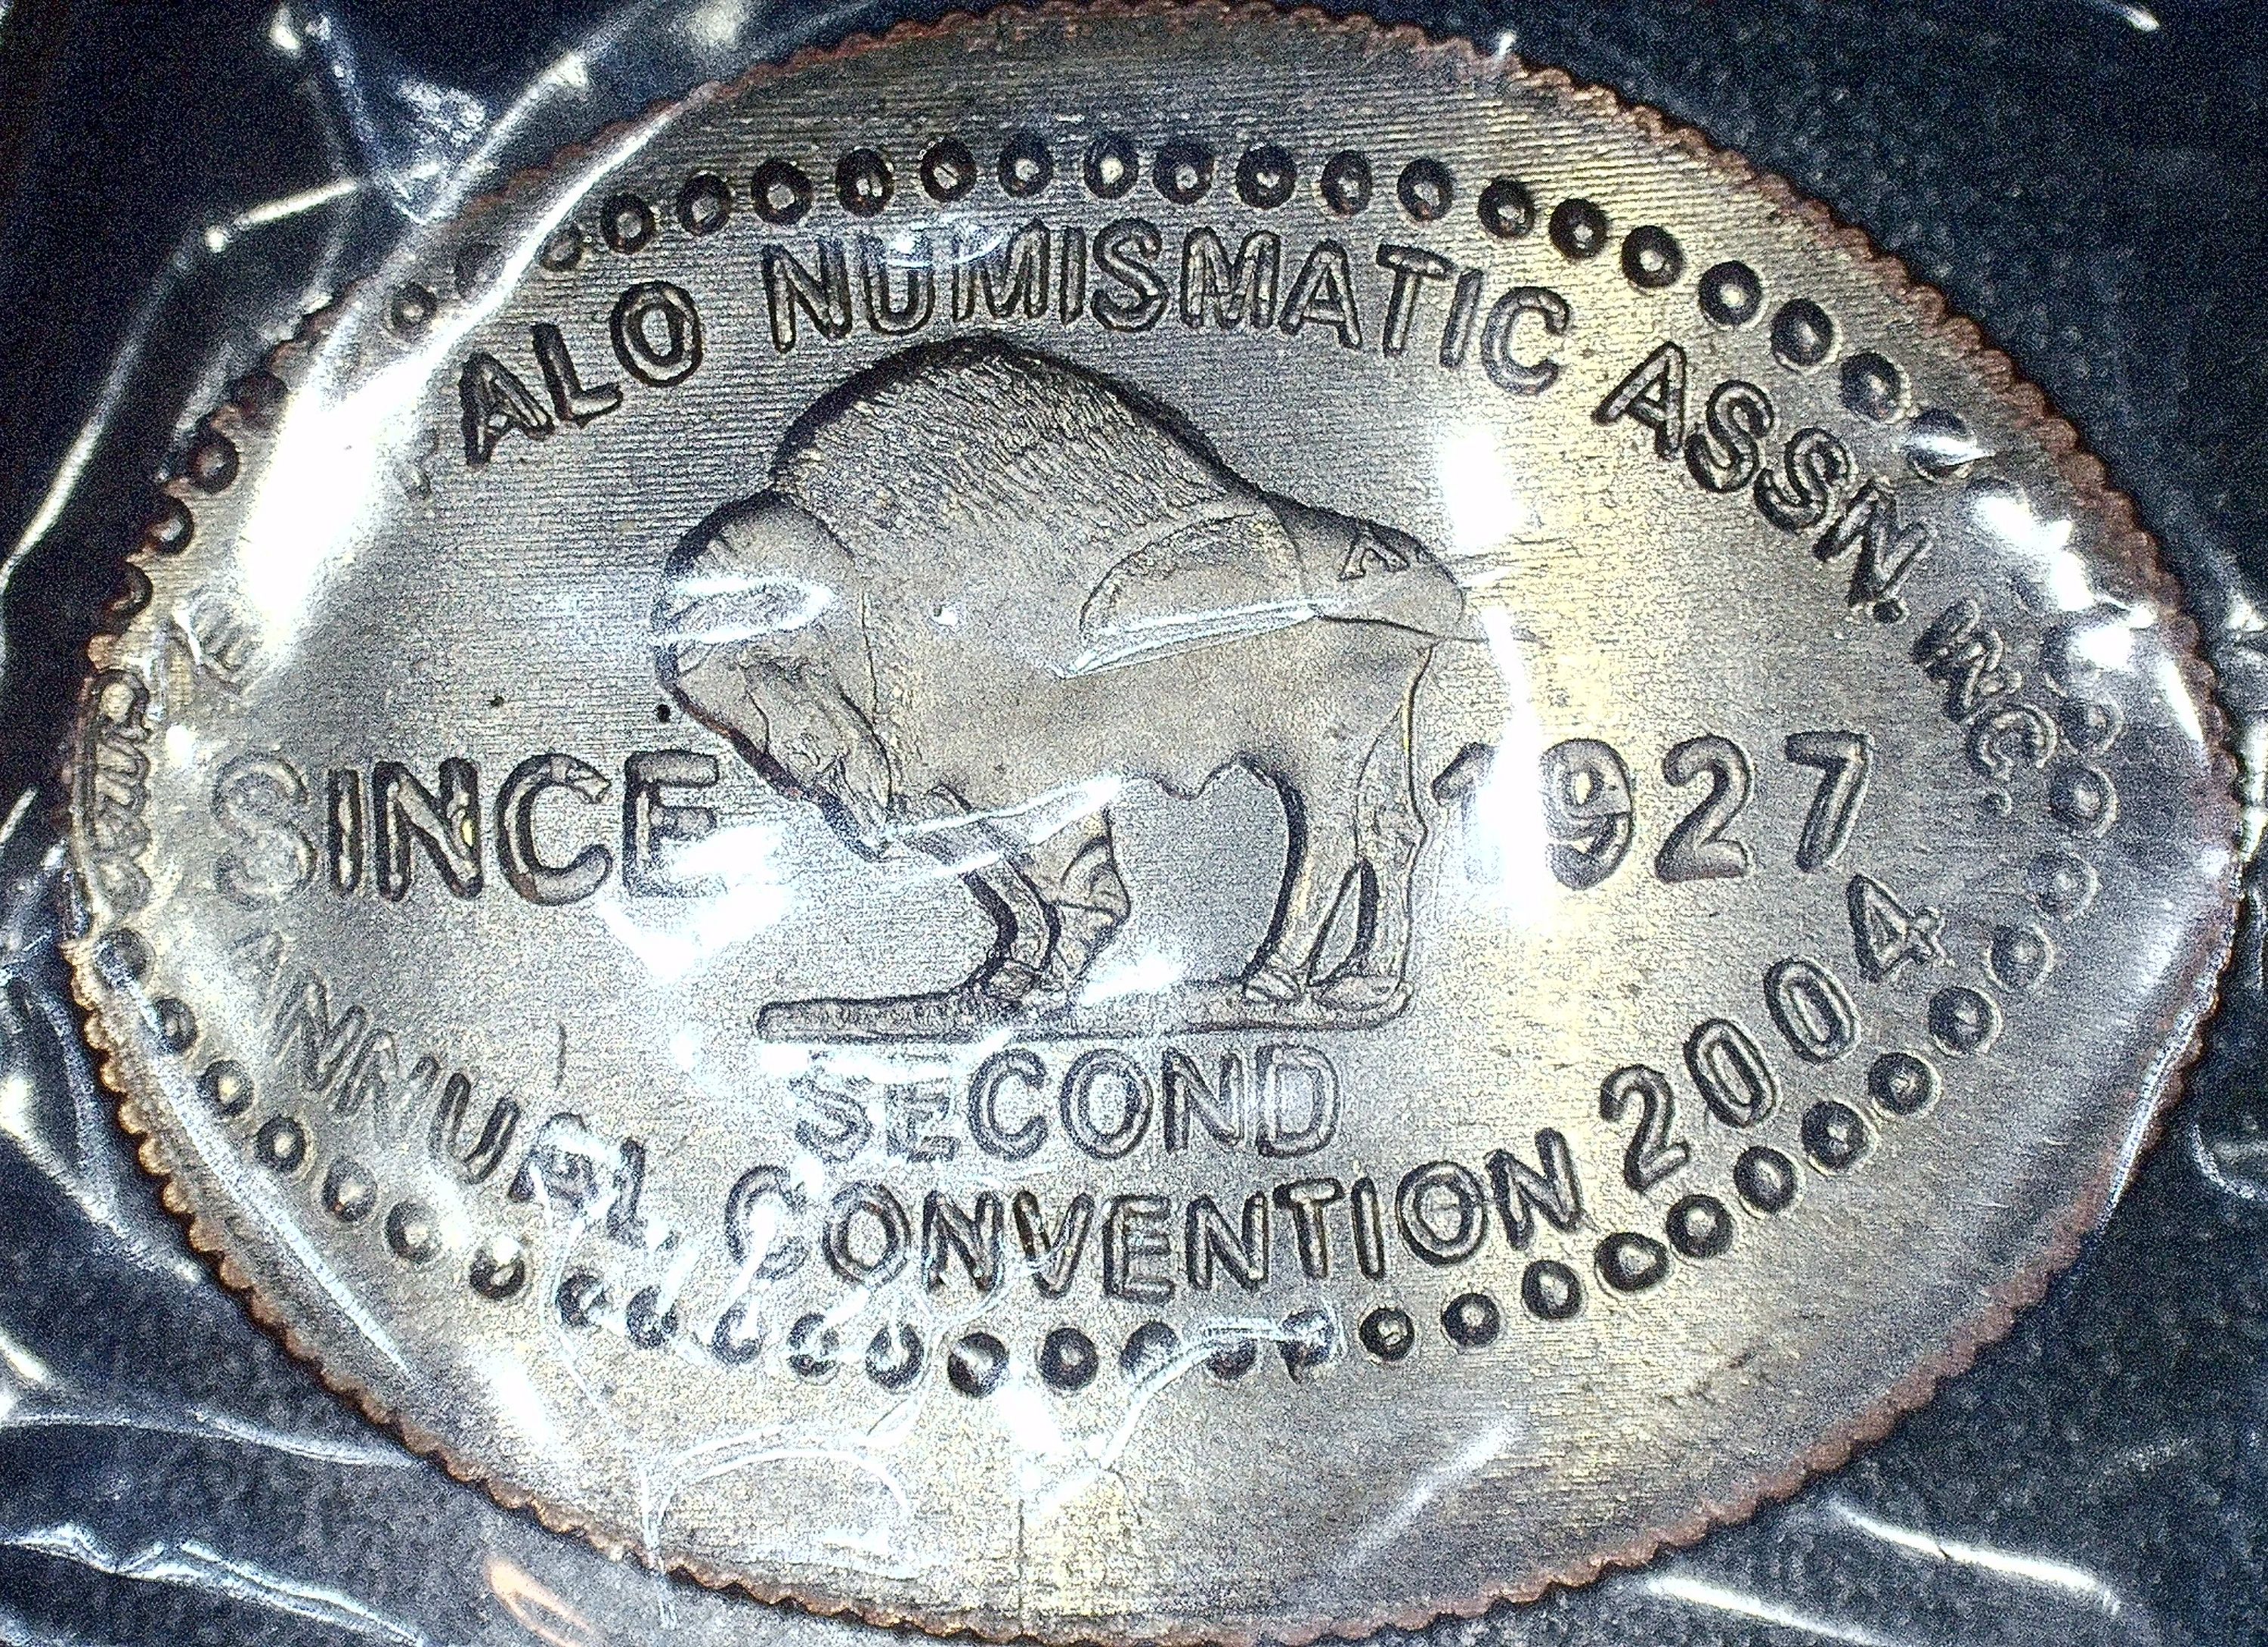 ALO NUMISMATIC ASSN. INC.
SINCE 1927
SECOND
ANNUAL CONVENTION 2004